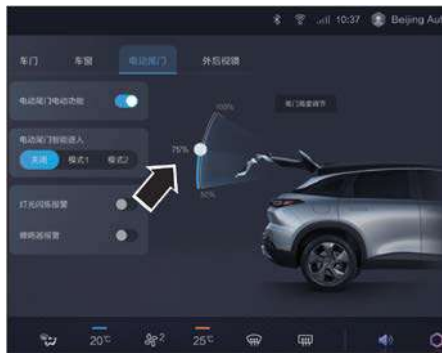 10:37 Beijing Aut
车门 车窗 电动尾门 外后视镜
电动尾门电动功能
100%
尾门高度调节
电动尾门智能进入
75%
关闭 模式1 模式2
50%
灯光闪烁报警
蜂鸣器报警
20°C 2 25°C